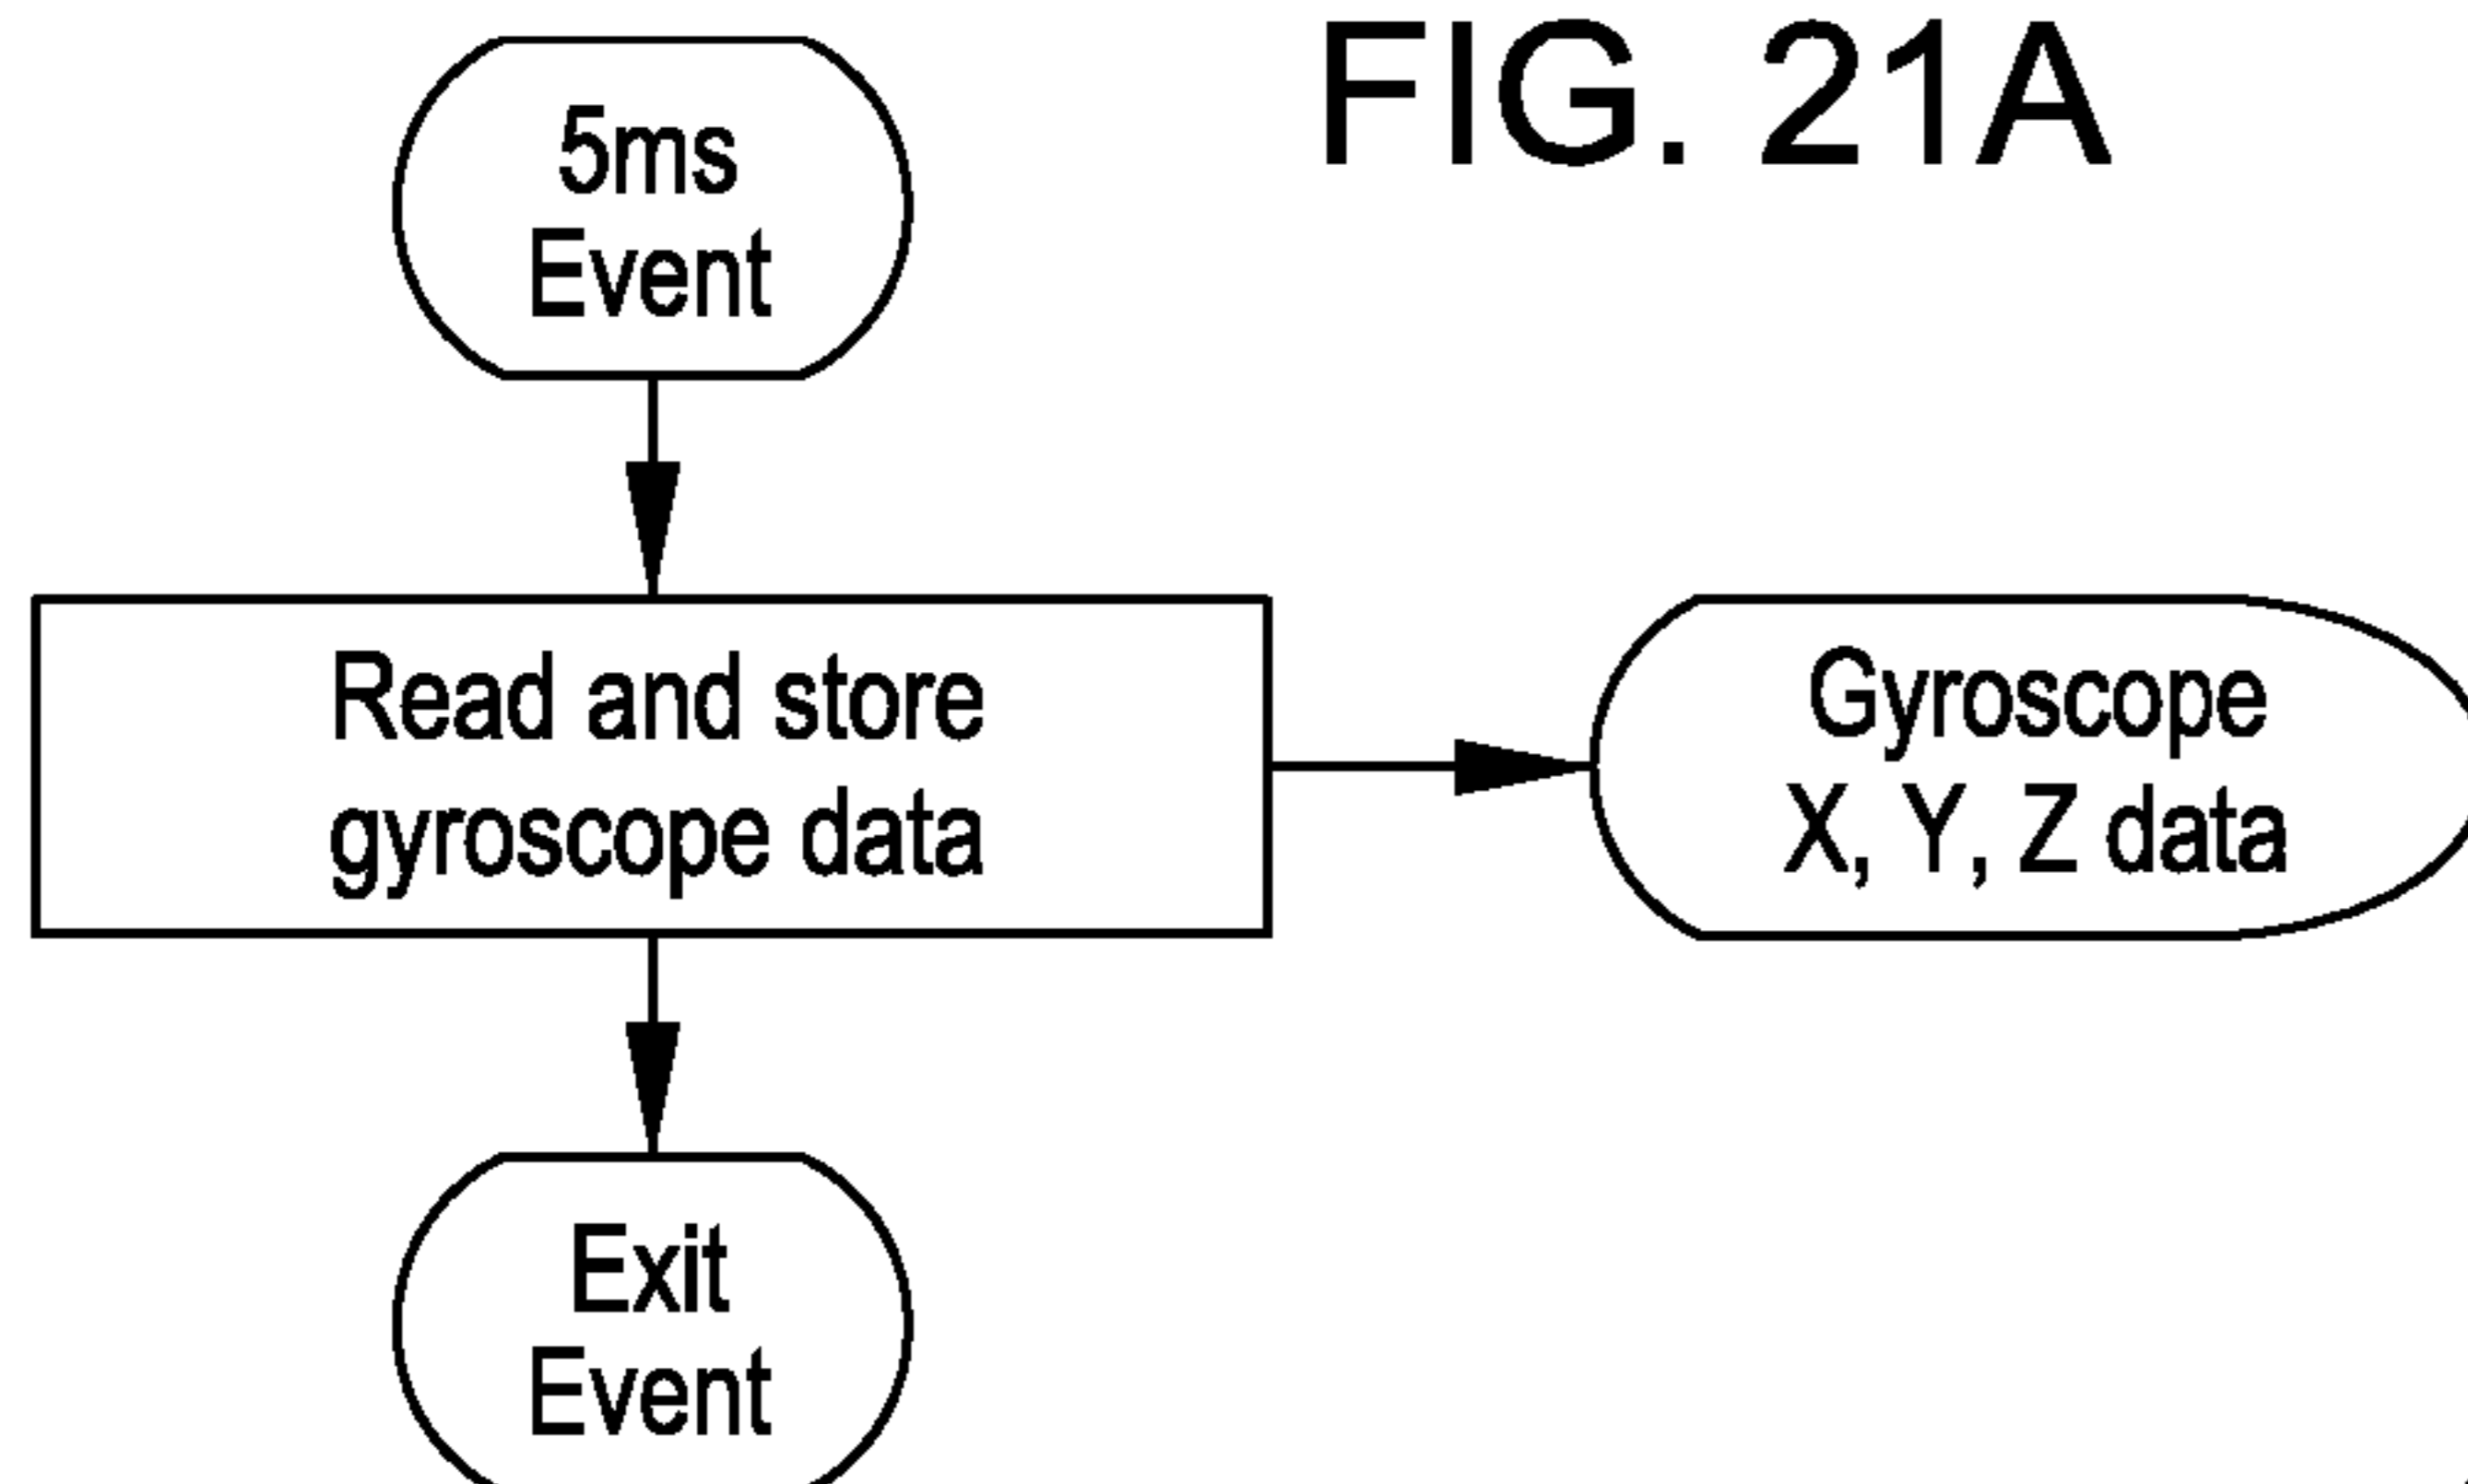 FIG. 21A
5ms
Event
Read and store
gyroscope data
Gyroscope
X, Y, Z data
Exit
Event